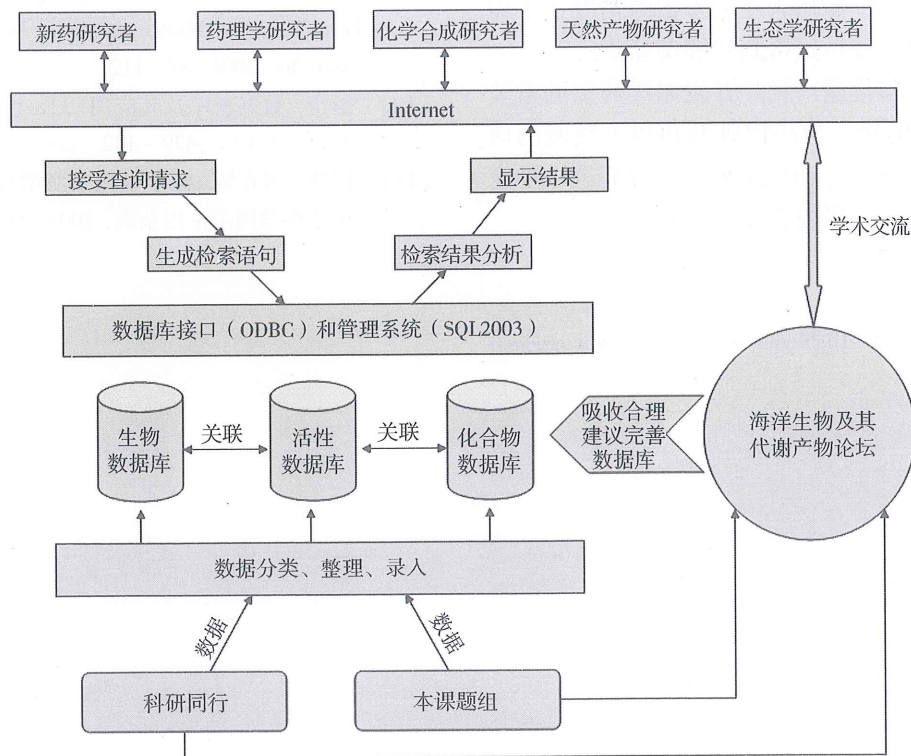 新药研究者
药理学研究者
化学合成研究者
天然产物研究者
生态学研究者
Internet
接受查询请求
显示结果
生成检索语句
检索结果分析
学术交流
数据库接口（ODBC）和管理系统（SQL2003）
生物
数据库
关联
活性
数据库
关联
化合物
数据库
吸收合理
建议完善
数据库
海洋生物及其
代谢产物论坛
数据分类、整理、录入
数据
数据
科研同行
本课题组